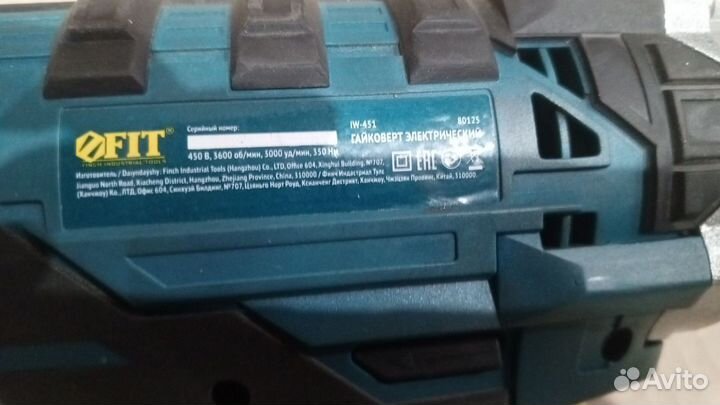 FIT®
FINCH INDUSTRIAL TOOLS
Серийный номер:
450 В, 3600 об/мин, 3000 уд/мин, 350 Нм
IW-451 80125
ГАЙКОВЕРТ ЭЛЕКТРИЧЕСКИЙ
EAC
Изготовитель / Daiyndayshy: Finch Industrial Tools (Hangzhou) Co., LTD, Office 604, Xinghui Building, №707,
Jianguo North Road, Xiacheng District, Hangzhou, Zhejiang Province, China, 310000 / Финч Индастриал Тулс
(Ханчжоу) Ко., ЛТД, Офис 604, Синхуэй Билдинг, №707, Цзяньго Норт Роуд, Ксиаченг Дистрикт, Ханчжоу, Чжэцзян Провинс, Китай, 310000.
Avito